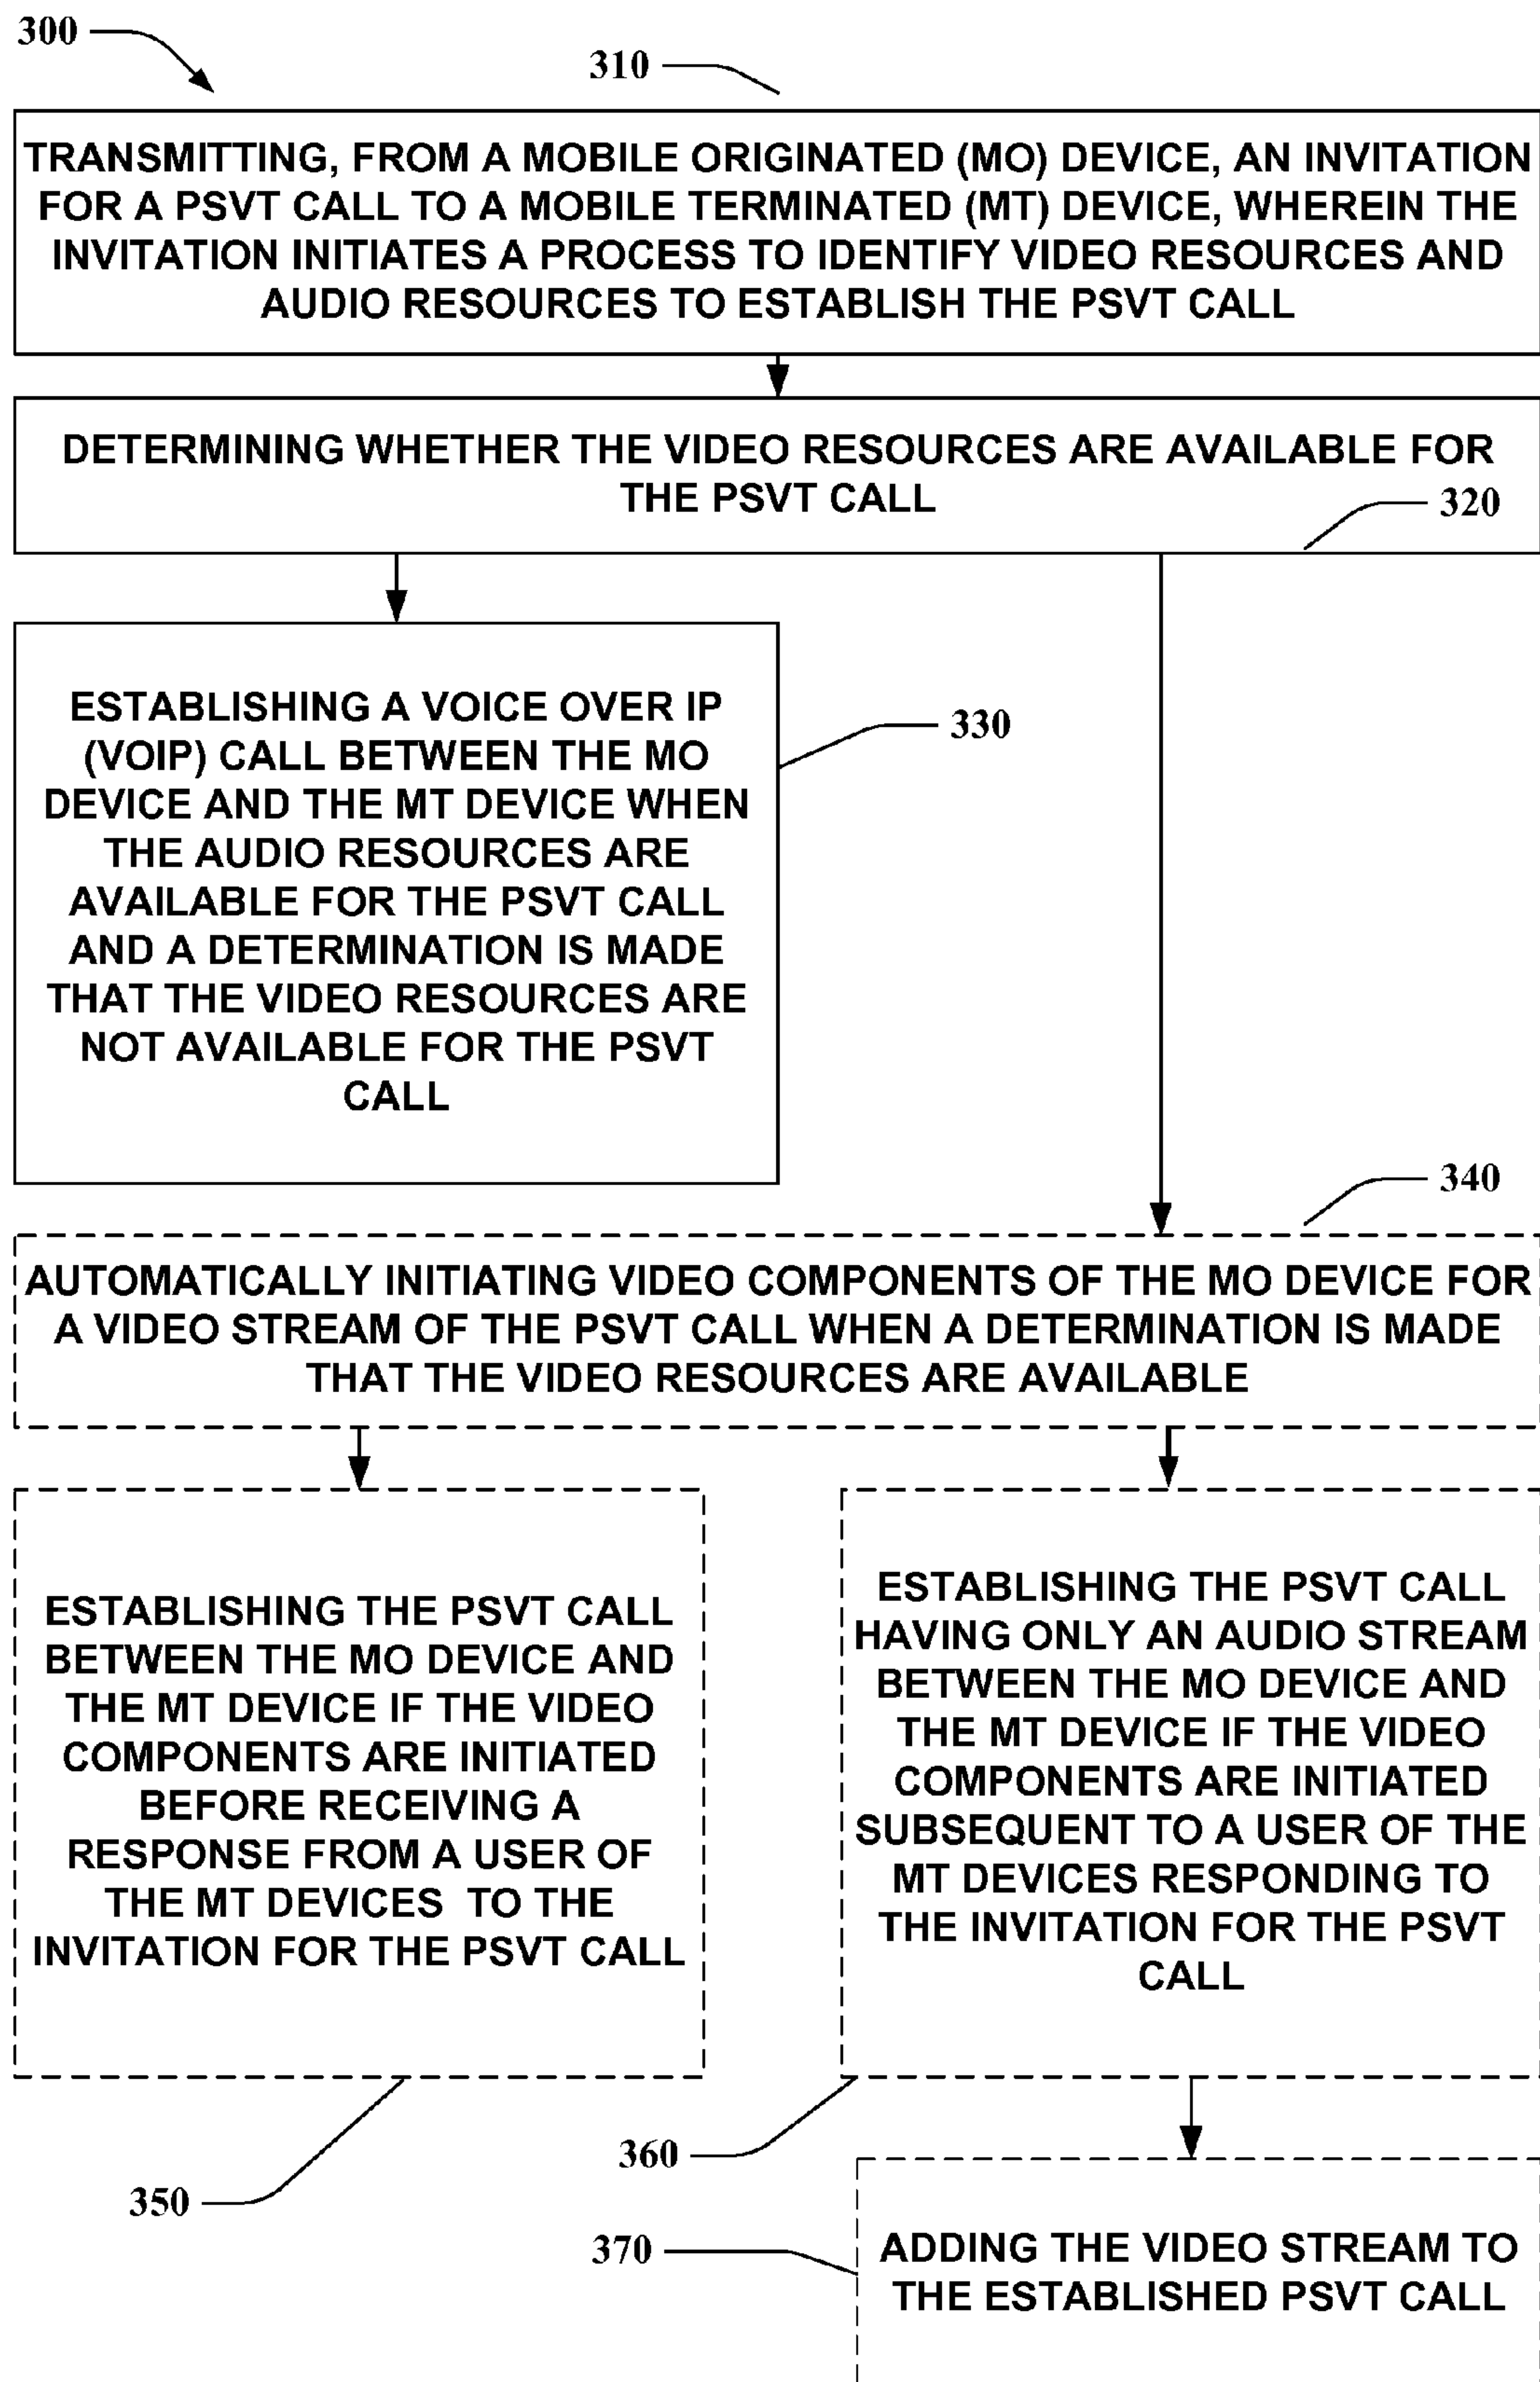 300
310
TRANSMITTING, FROM A MOBILE ORIGINATED (MO) DEVICE, AN INVITATION
FOR A PSVT CALL TO A MOBILE TERMINATED (MT) DEVICE, WHEREIN THE
INVITATION INITIATES A PROCESS TO IDENTIFY VIDEO RESOURCES AND
AUDIO RESOURCES TO ESTABLISH THE PSVT CALL
DETERMINING WHETHER THE VIDEO RESOURCES ARE AVAILABLE FOR
THE PSVT CALL
320
ESTABLISHING A VOICE OVER IP
(VOIP) CALL BETWEEN THE MO
DEVICE AND THE MT DEVICE WHEN
THE AUDIO RESOURCES ARE
AVAILABLE FOR THE PSVT CALL
AND A DETERMINATION IS MADE
THAT THE VIDEO RESOURCES ARE
NOT AVAILABLE FOR THE PSVT
CALL
330
340
AUTOMATICALLY INITIATING VIDEO COMPONENTS OF THE MO DEVICE FOR
A VIDEO STREAM OF THE PSVT CALL WHEN A DETERMINATION IS MADE
THAT THE VIDEO RESOURCES ARE AVAILABLE
ESTABLISHING THE PSVT CALL
BETWEEN THE MO DEVICE AND
THE MT DEVICE IF THE VIDEO
COMPONENTS ARE INITIATED
BEFORE RECEIVING A
RESPONSE FROM A USER OF
THE MT DEVICES TO THE
INVITATION FOR THE PSVT CALL
350
ESTABLISHING THE PSVT CALL
HAVING ONLY AN AUDIO STREAM
BETWEEN THE MO DEVICE AND
THE MT DEVICE IF THE VIDEO
COMPONENTS ARE INITIATED
SUBSEQUENT TO A USER OF THE
MT DEVICES RESPONDING TO
THE INVITATION FOR THE PSVT
CALL
360
370
ADDING THE VIDEO STREAM TO
THE ESTABLISHED PSVT CALL